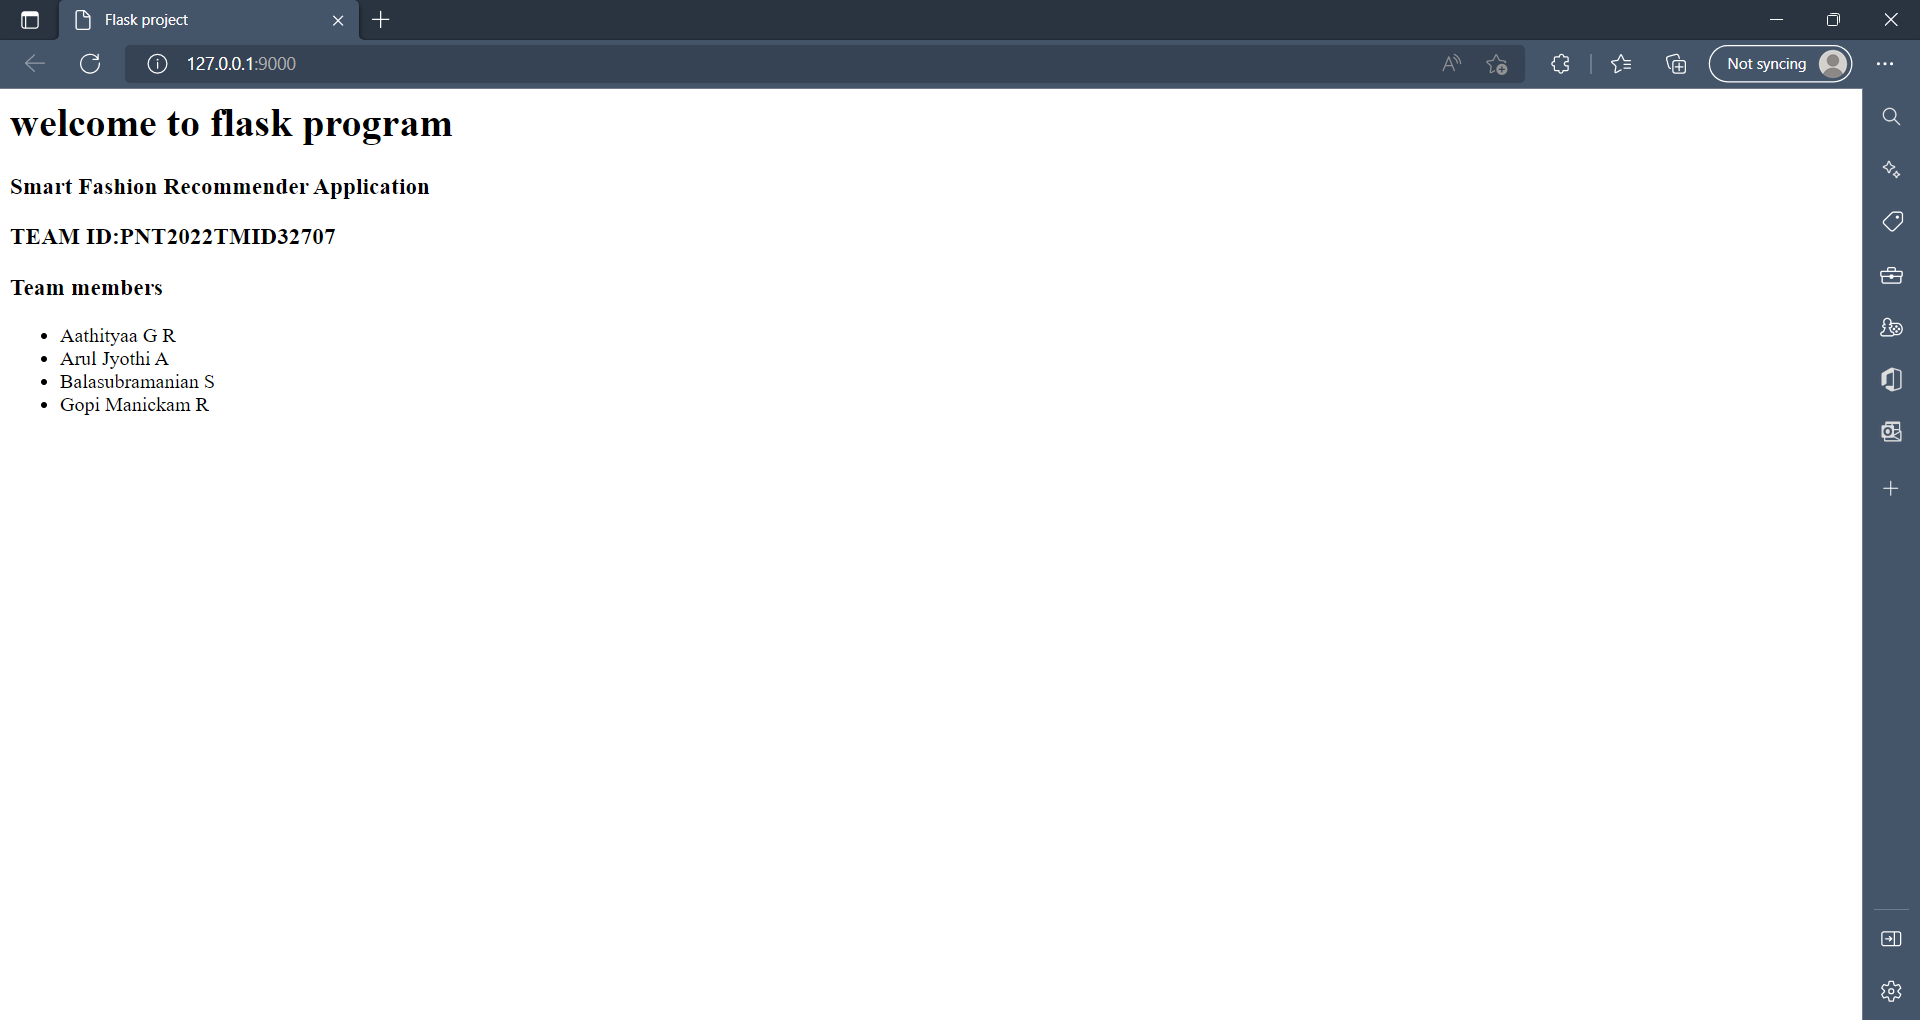 Flask project
127.0.0.1:9000
Not syncing
welcome to flask program
Smart Fashion Recommender Application
TEAM ID:PNT2022TMID32707
Team members
Aathityaa G R
Arul Jyothi A
Balasubramanian S
Gopi Manickam R